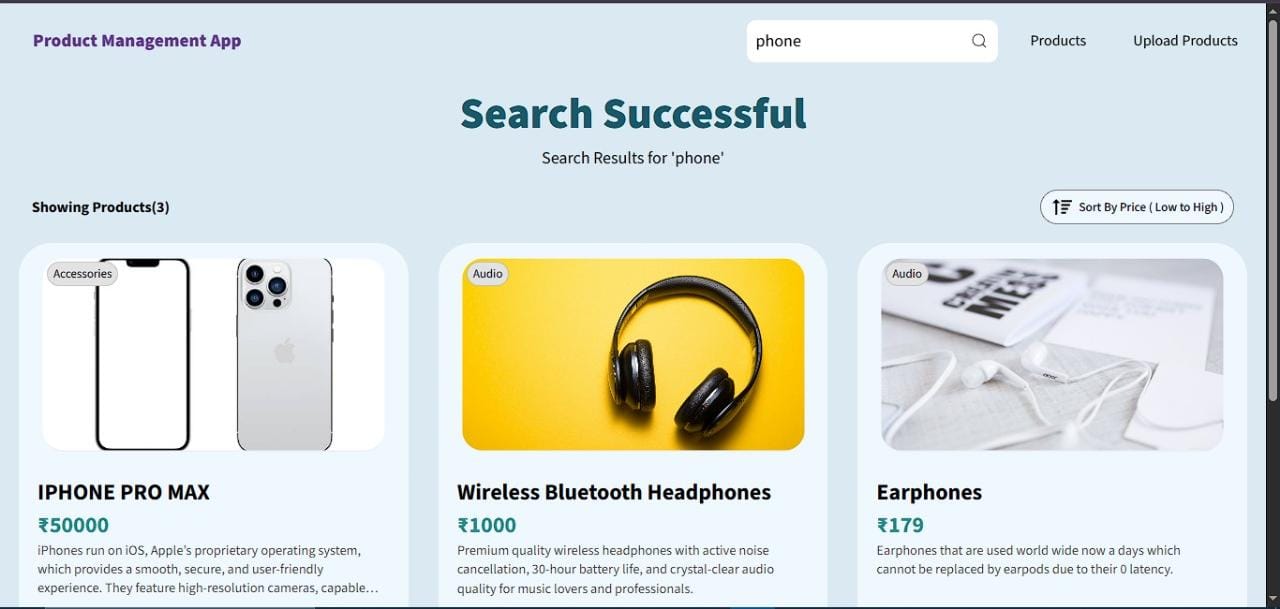 Product Management App
phone
Products
Upload Products
Search Successful
Search Results for 'phone'
Showing Products(3)
Sort By Price ( Low to High )
Accessories
IPHONE PRO MAX
₹50000
iPhones run on iOS, Apple's proprietary operating system,
which provides a smooth, secure, and user-friendly
experience. They feature high-resolution cameras, capable…
Audio
Wireless Bluetooth Headphones
₹1000
Premium quality wireless headphones with active noise
cancellation, 30-hour battery life, and crystal-clear audio
quality for music lovers and professionals.
Audio
CREATIVE
MESS
Earphones
₹179
Earphones that are used world wide now a days which
cannot be replaced by earpods due to their 0 latency.